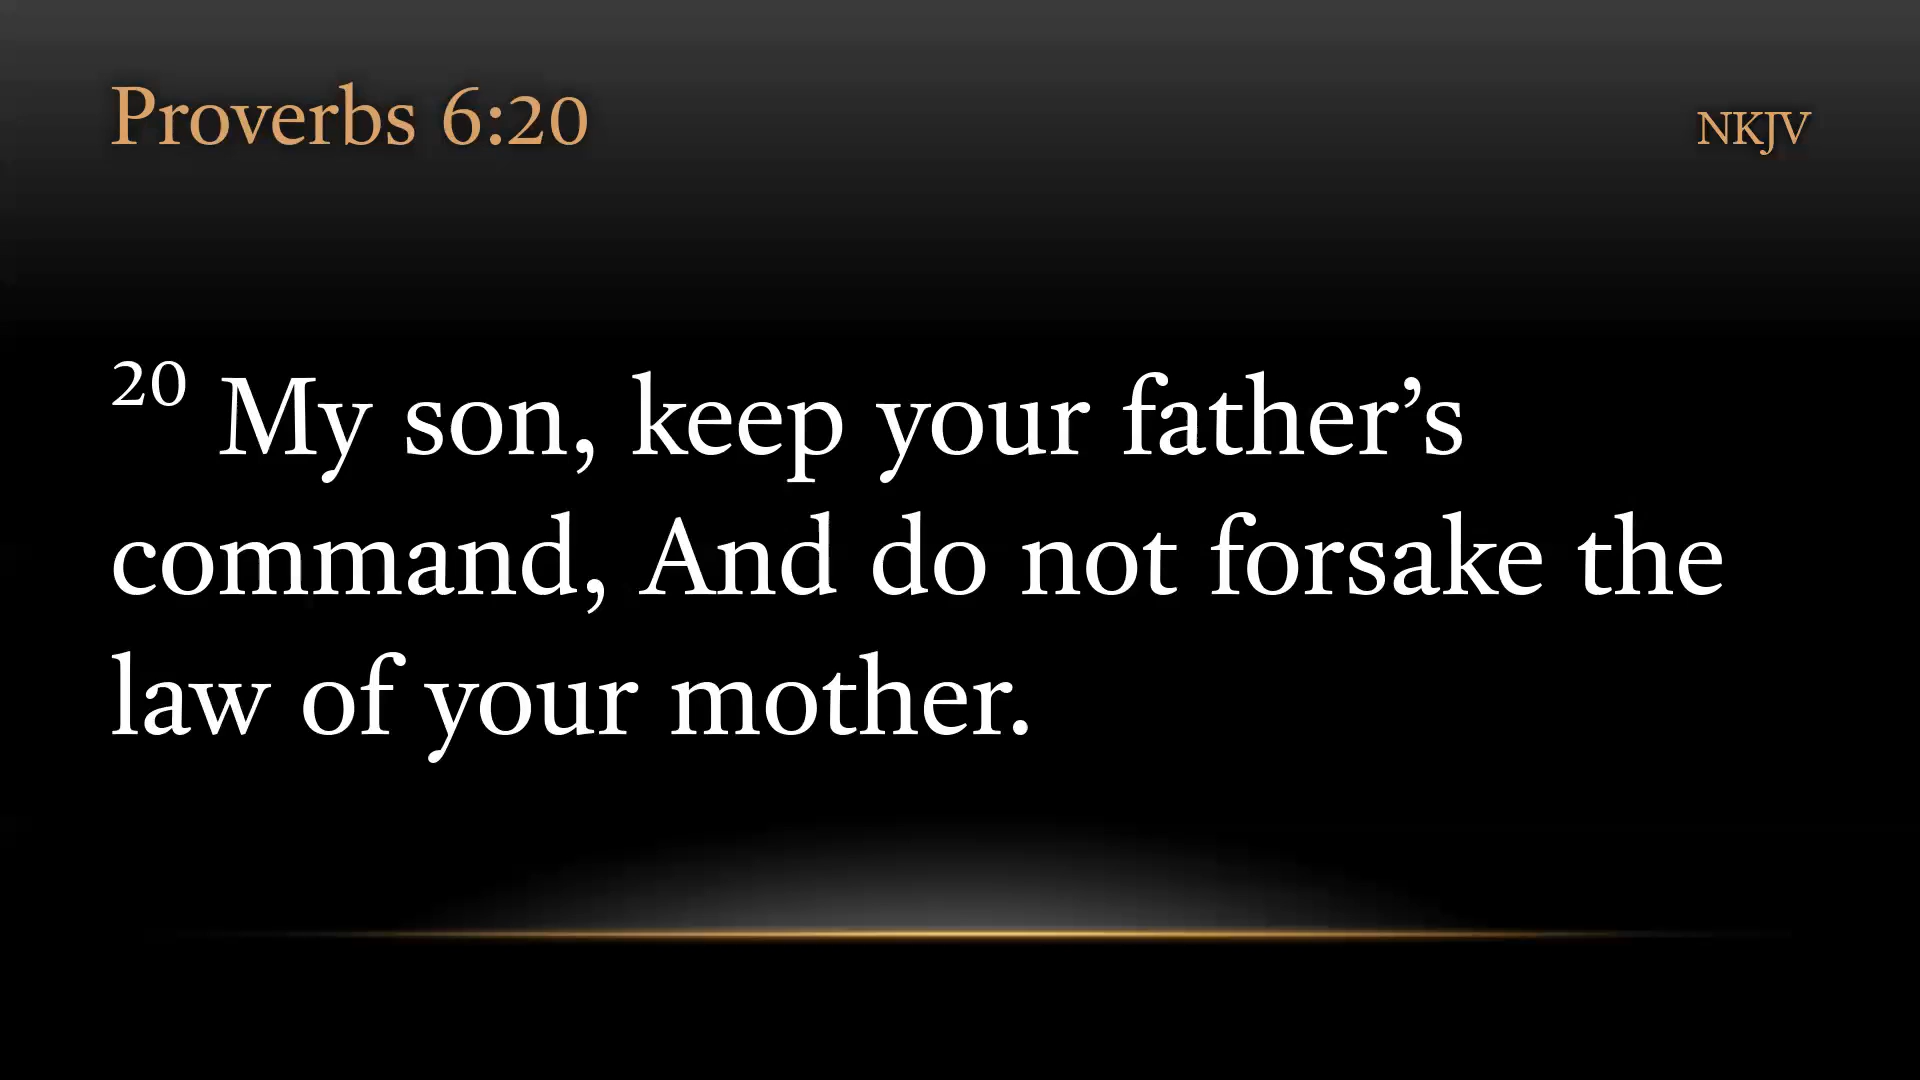 Proverbs 6:20
NKJV
20 My son, keep your father’s
command, And do not forsake the
law of your mother.